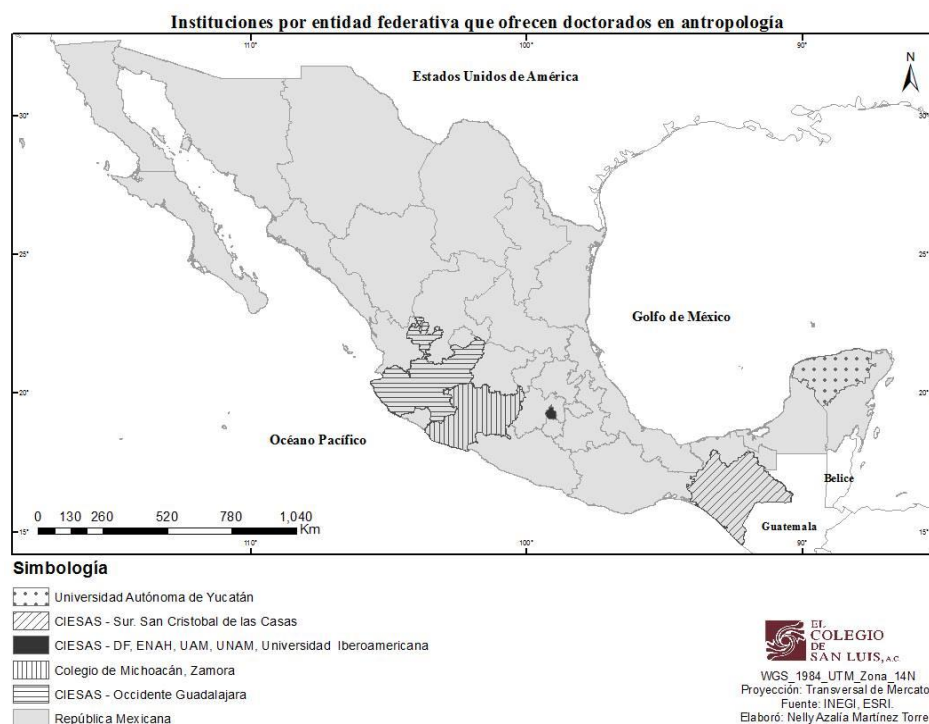 Instituciones por entidad federativa que ofrecen doctorados en antropología
110° 100° 90°
Estados Unidos de América
N
30° 30°
25° 25°
Golfo de México
20° 20°
Océano Pacífico
Belice
0 130 260 520 780 1,040
Km
Guatemala
15° 15°
110° 100° 90°
Simbología
Universidad Autónoma de Yucatán
CIESAS - Sur. San Cristobal de las Casas
CIESAS - DF, ENAH, UAM, UNAM, Universidad Iberoamericana
Colegio de Michoacán, Zamora
CIESAS - Occidente Guadalajara
República Mexicana
EL
COLEGIO
DE
SAN LUIS, A.C.
WGS_1984_UTM_Zona_14N
Proyección: Transversal de Mercato
Fuente: INEGI, ESRI.
Elaboró: Nelly Azalía Martínez Torre